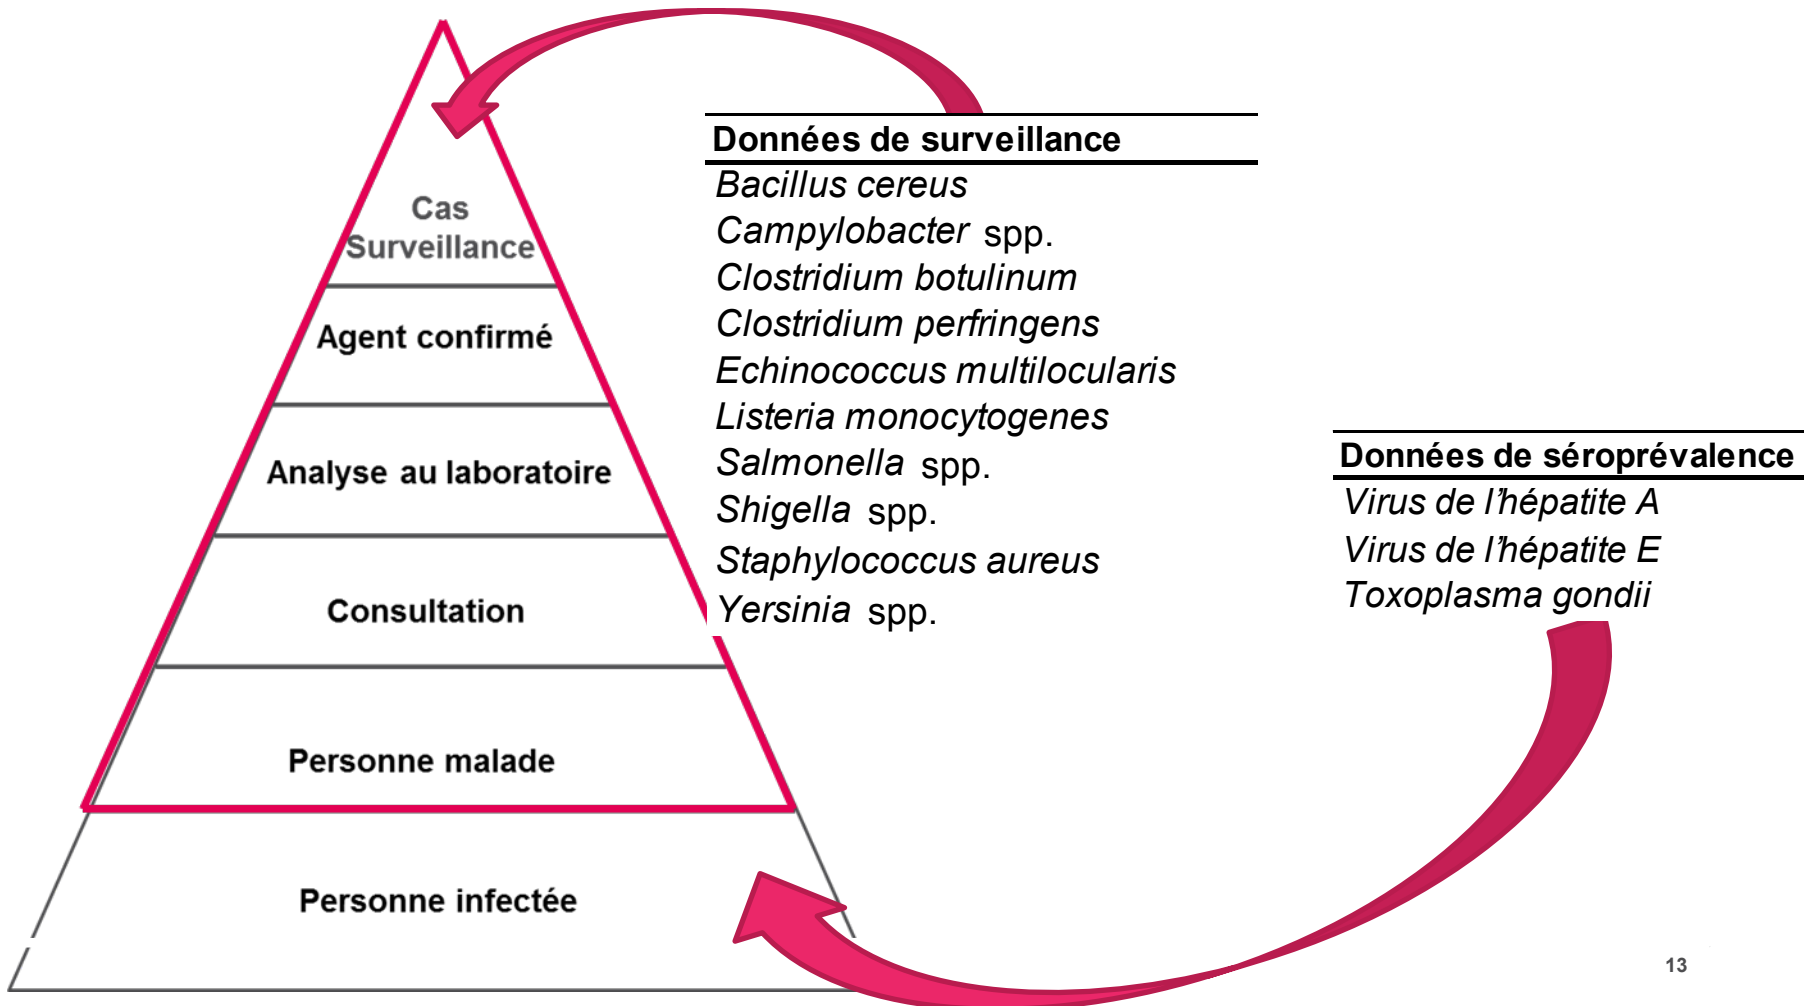 Cas
Surveillance
Agent confirmé
Analyse au laboratoire
Consultation
Personne malade
Personne infectée
Données de surveillance
Bacillus cereus
Campylobacter spp.
Clostridium botulinum
Clostridium perfringens
Echinococcus multilocularis
Listeria monocytogenes
Salmonella spp.
Shigella spp.
Staphylococcus aureus
Yersinia spp.
Données de séroprévalence
Virus de l'hépatite A
Virus de l'hépatite E
Toxoplasma gondii
13